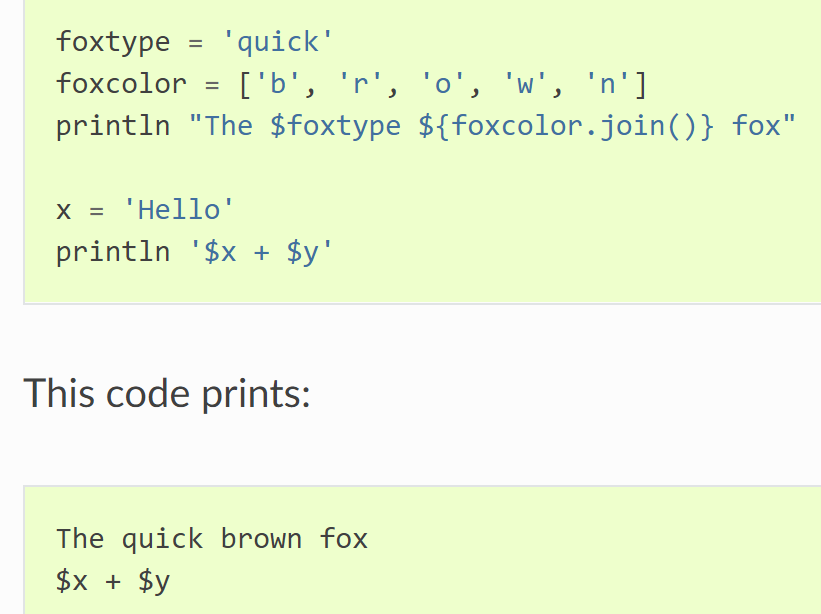 foxtype = 'quick'
foxcolor = ['b', 'r', 'o', 'w', 'n']
println "The $foxtype ${foxcolor.join()} fox"
x = 'Hello'
println '$x + $y'
This code prints:
The quick brown fox
$x + $y